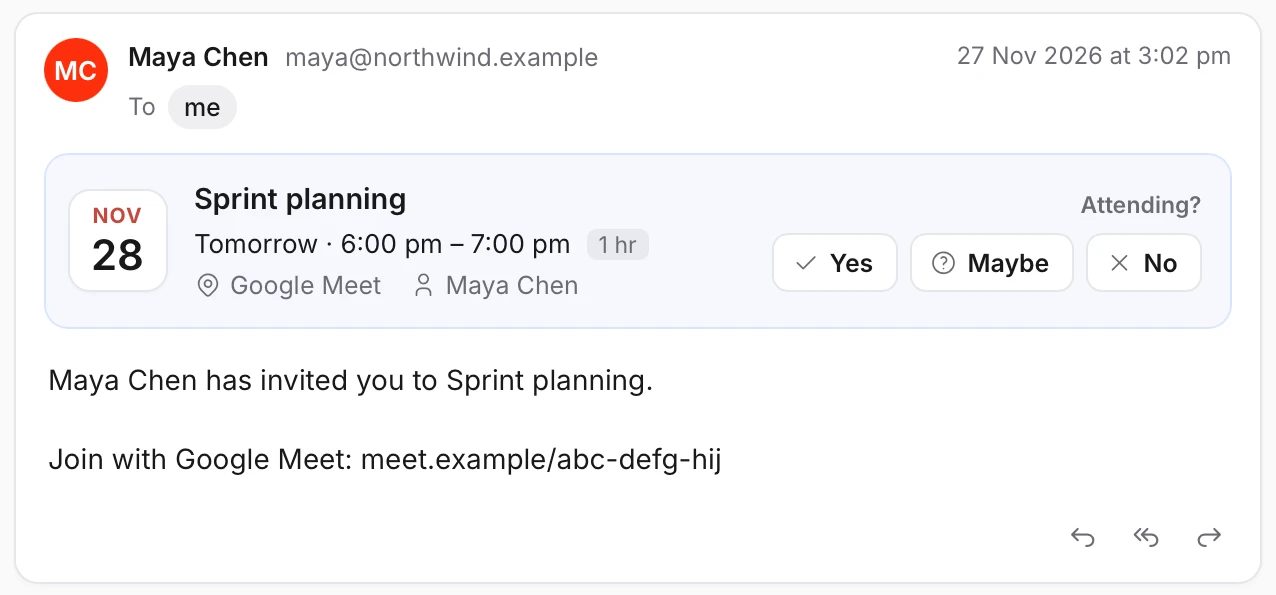 MC
Maya Chen maya@northwind.example
27 Nov 2026 at 3:02 pm
To me
NOV
28
Sprint planning
Tomorrow · 6:00 pm – 7:00 pm 1 hr
Google Meet Maya Chen
Attending?
Yes Maybe No
Maya Chen has invited you to Sprint planning.
Join with Google Meet: meet.example/abc-defg-hij